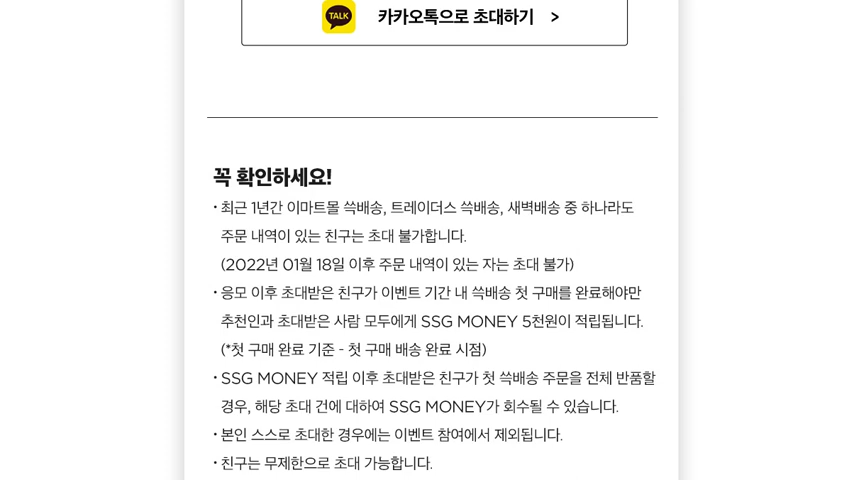 TALK 카카오톡으로 초대하기 >
꼭 확인하세요!
· 최근 1년간 이마트몰 쓱배송, 트레이더스 쓱배송, 새벽배송 중 하나라도
주문 내역이 있는 친구는 초대 불가합니다.
(2022년 01월 18일 이후 주문 내역이 있는 자는 초대 불가)
· 응모 이후 초대받은 친구가 이벤트 기간 내 쓱배송 첫 구매를 완료해야만
추천인과 초대받은 사람 모두에게 SSG MONEY 5천원이 적립됩니다.
(*첫 구매 완료 기준 - 첫 구매 배송 완료 시점)
· SSG MONEY 적립 이후 초대받은 친구가 첫 쓱배송 주문을 전체 반품할
경우, 해당 초대 건에 대하여 SSG MONEY가 회수될 수 있습니다.
· 본인 스스로 초대한 경우에는 이벤트 참여에서 제외됩니다.
· 친구는 무제한으로 초대 가능합니다.